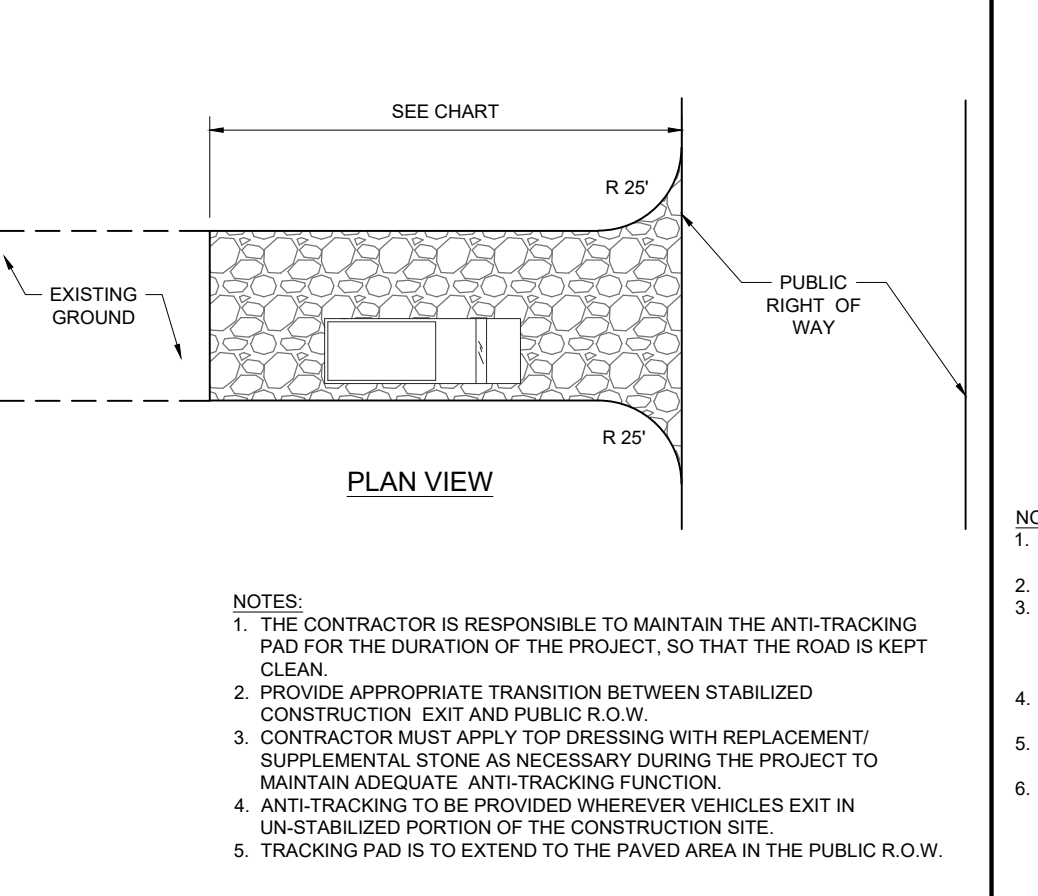 SEE CHART
R 25'
EXISTING
GROUND
PUBLIC
RIGHT OF
WAY
R 25'
PLAN VIEW
NOTES:
1. THE CONTRACTOR IS RESPONSIBLE TO MAINTAIN THE ANTI-TRACKING
PAD FOR THE DURATION OF THE PROJECT, SO THAT THE ROAD IS KEPT
CLEAN.
2. PROVIDE APPROPRIATE TRANSITION BETWEEN STABILIZED
CONSTRUCTION EXIT AND PUBLIC R.O.W.
3. CONTRACTOR MUST APPLY TOP DRESSING WITH REPLACEMENT/
SUPPLEMENTAL STONE AS NECESSARY DURING THE PROJECT TO
MAINTAIN ADEQUATE ANTI-TRACKING FUNCTION.
4. ANTI-TRACKING TO BE PROVIDED WHEREVER VEHICLES EXIT IN
UN-STABILIZED PORTION OF THE CONSTRUCTION SITE.
5. TRACKING PAD IS TO EXTEND TO THE PAVED AREA IN THE PUBLIC R.O.W.
1.
2.
3.
4.
5.
6.